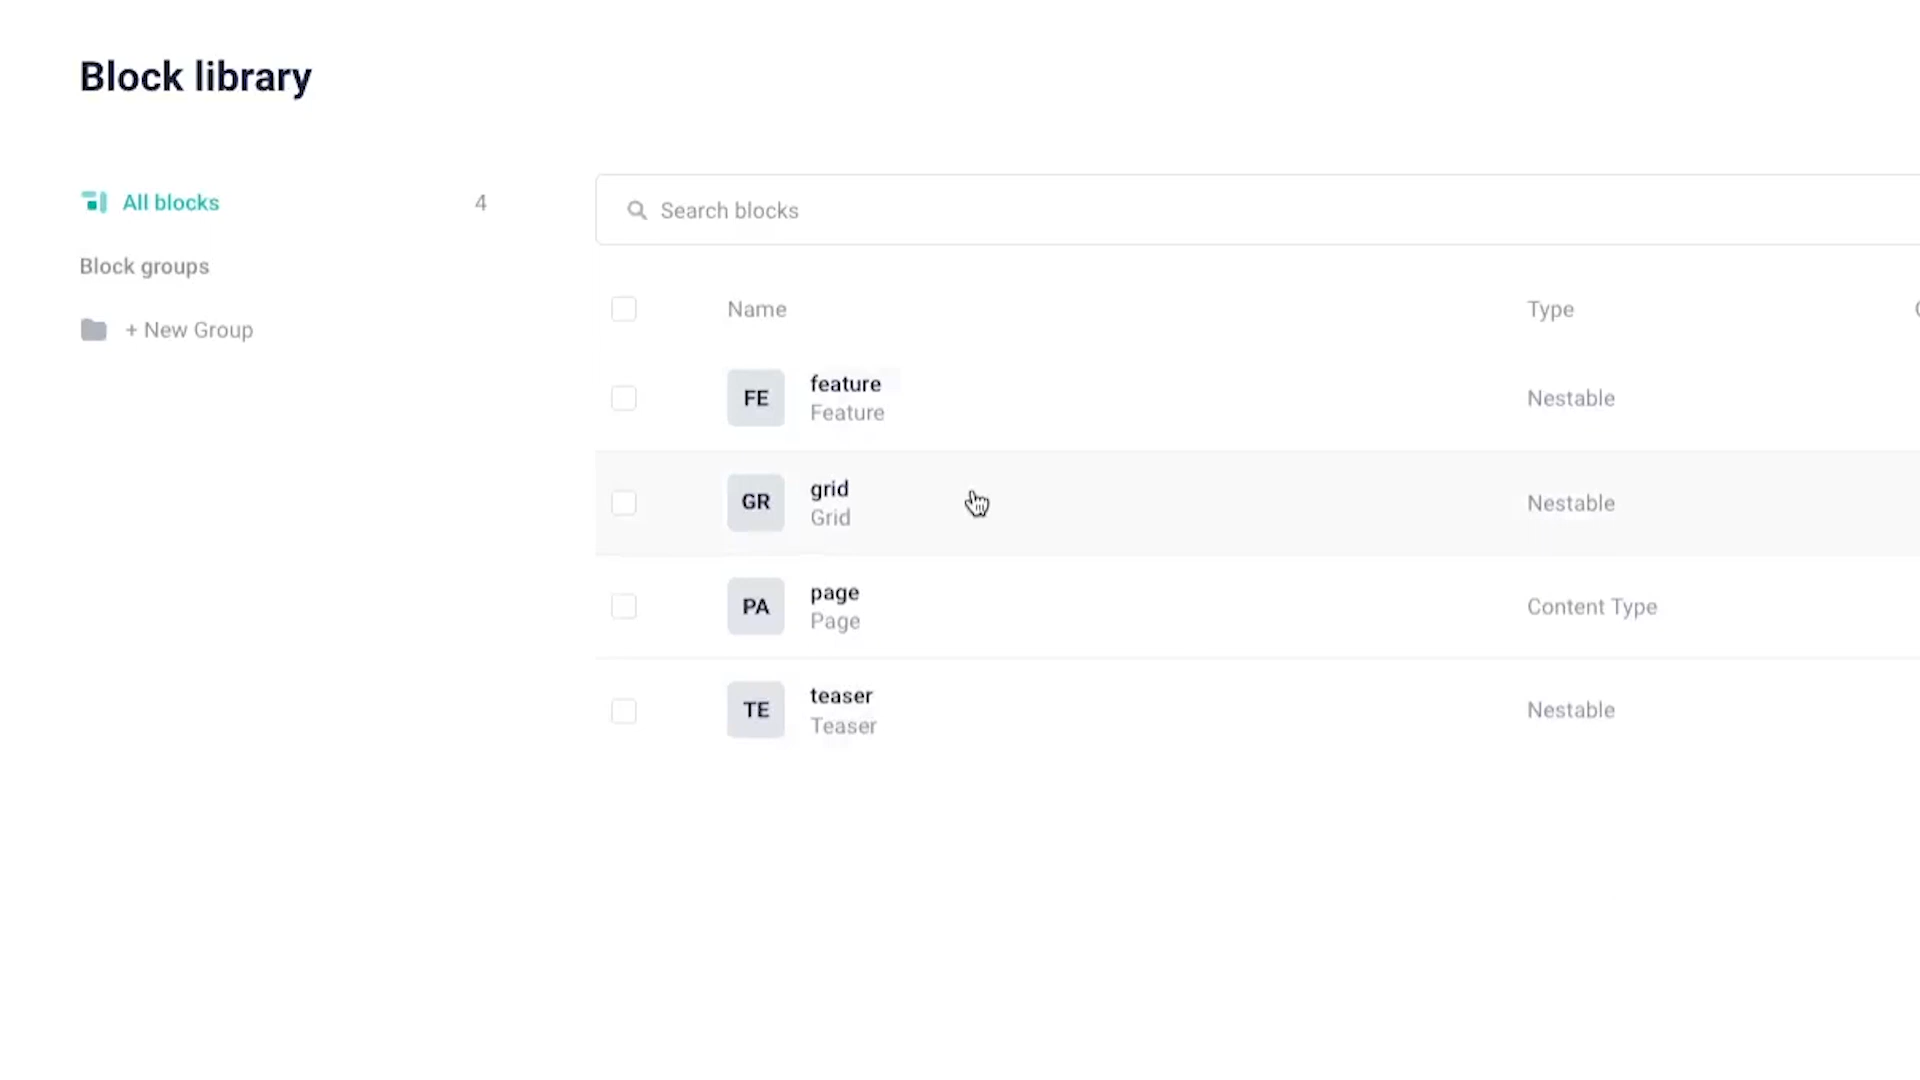 Block library
All blocks 4
Block groups
+ New Group
Search blocks
Name Type
FE feature Nestable
Feature
GR grid Nestable
Grid
PA page Content Type
Page
TE teaser Nestable
Teaser